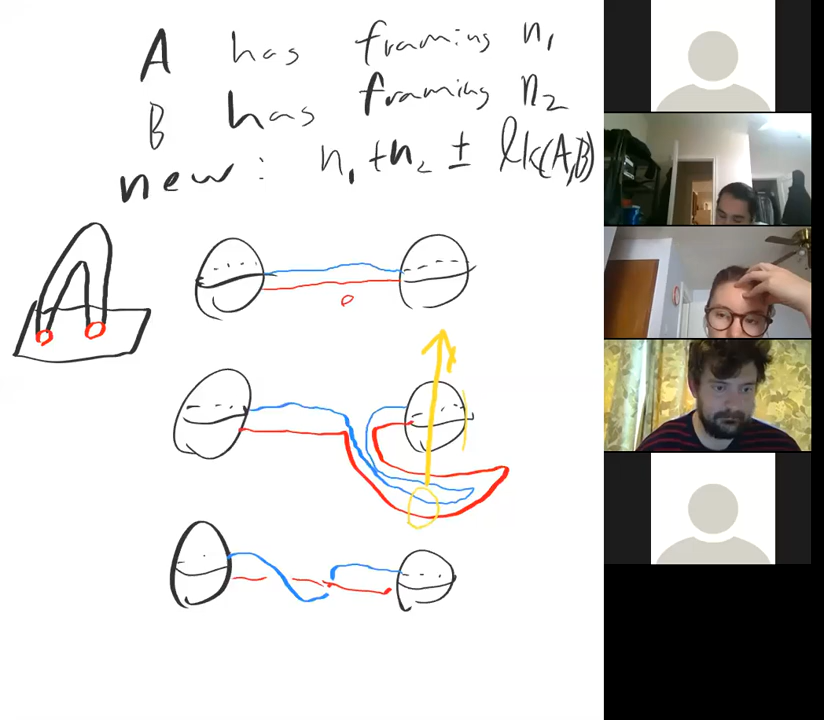 A has framing n₁
B has framing n₂
new: n₁ + n₂ ± lk(A,B)